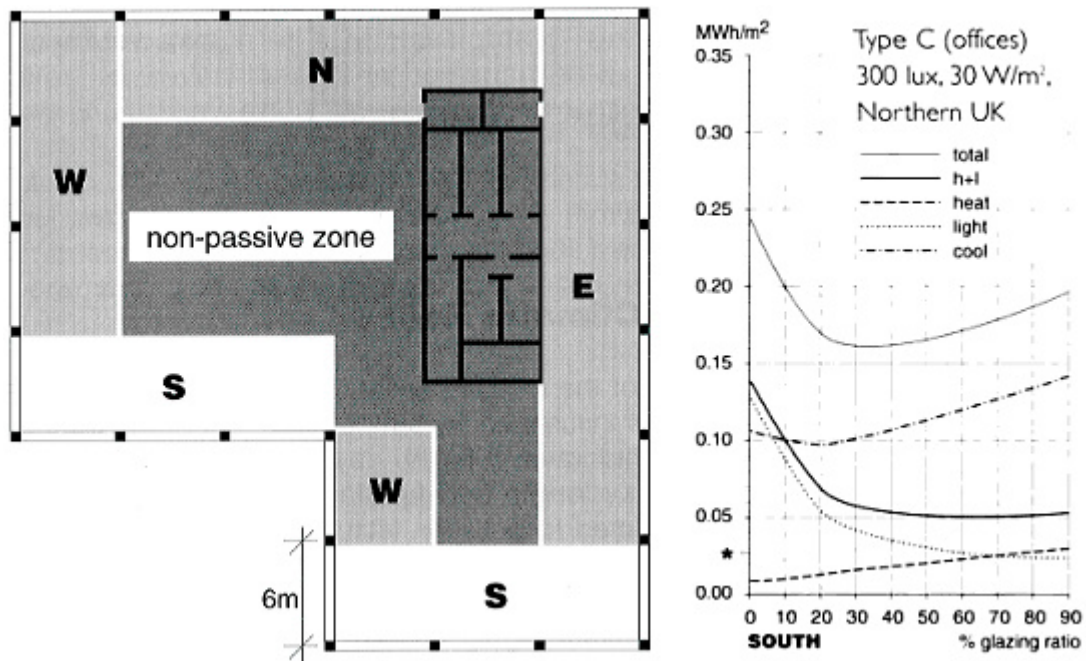 N
W
non-passive zone
E
S
W
6m
S
MWh/m²
0.35
0.30
0.25
0.20
0.15
0.10
0.05
*
0.00
Type C (offices)
300 lux, 30 W/m²,
Northern UK
total
h+l
heat
light
cool
0 10 20 30 40 50 60 70 80 90
SOUTH % glazing ratio